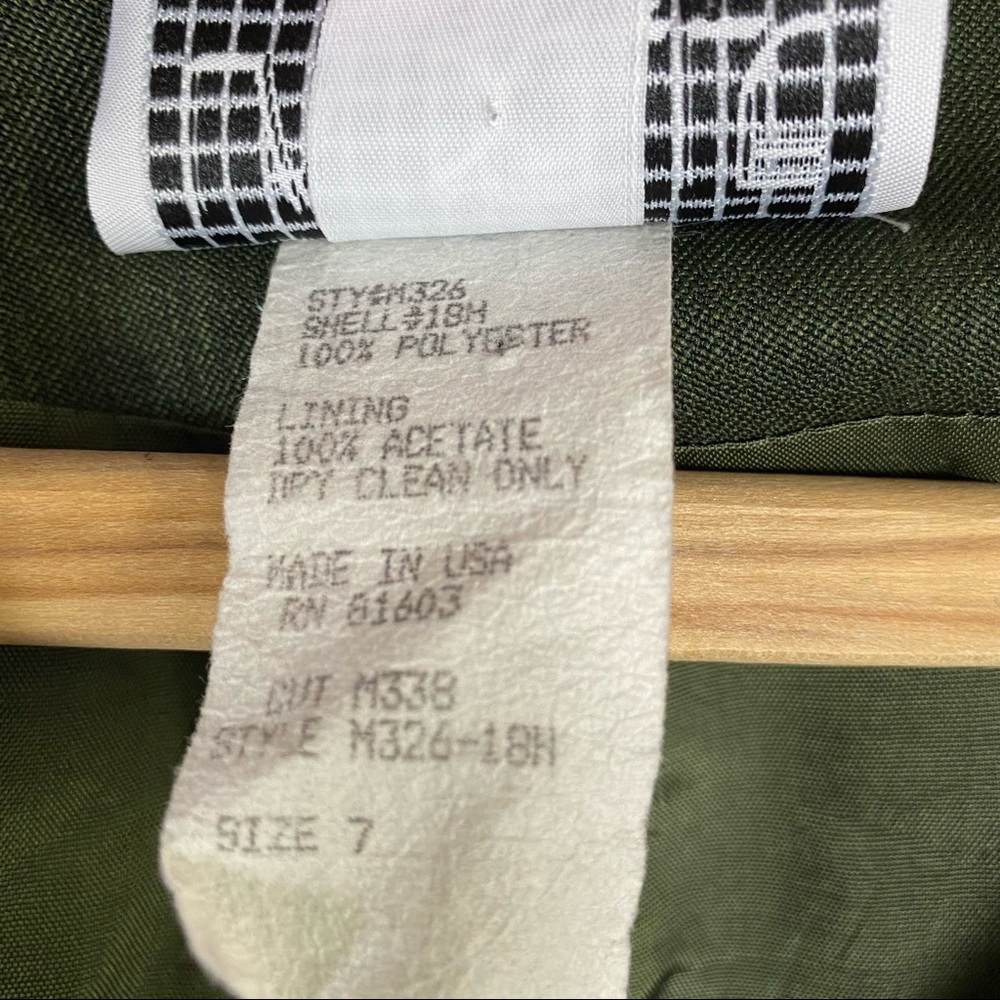 STY#M326
SHELL#18H
100% POLYESTER
LINING
100% ACETATE
DRY CLEAN ONLY
MADE IN USA
RN 81603
CUT M338
STYLE M326-18H
SIZE 7